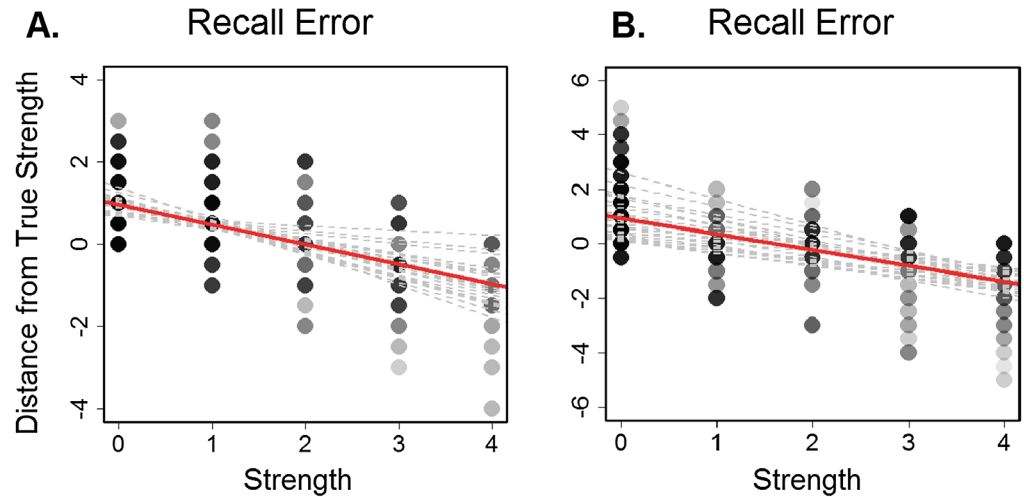 A.
Recall Error
B.
Recall Error
Distance from True Strength
4
2
0
-2
-4
0 1 2 3 4
Strength
6
4
2
0
-2
-4
-6
0 1 2 3 4
Strength